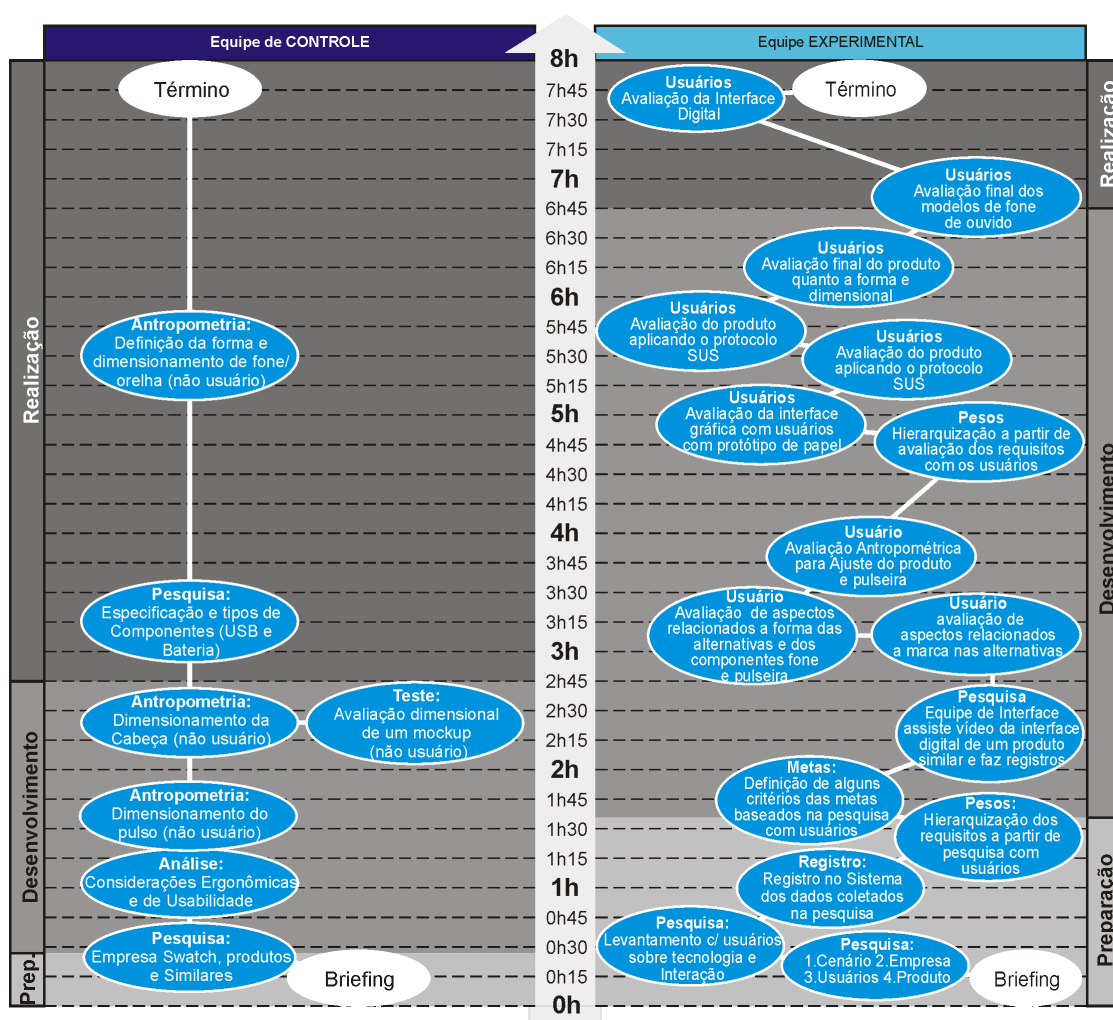 Equipe de CONTROLE
Equipe EXPERIMENTAL
8h
7h45
7h30
7h15
7h
6h45
6h30
6h15
6h
5h45
5h30
5h15
5h
4h45
4h30
4h15
4h
3h45
3h30
3h15
3h
2h45
2h30
2h15
2h
1h45
1h30
1h15
1h
0h45
0h30
0h15
0h
Realização
Desenvolvimento
Prep.
Término
Antropometria:
Definição da forma e
dimensionamento de fone/
orelha (não usuário)
Pesquisa:
Especificação e tipos de
Componentes (USB e
Bateria)
Antropometria:
Dimensionamento da
Cabeça (não usuário)
Teste:
Avaliação dimensional
de um mockup
(não usuário)
Antropometria:
Dimensionamento do
pulso (não usuário)
Análise:
Considerações Ergonômicas
e de Usabilidade
Pesquisa:
Empresa Swatch, produtos
e Similares
Briefing
Usuários
Avaliação da Interface
Digital
Término
Usuários
Avaliação final dos
modelos de fone
de ouvido
Usuários
Avaliação final do produto
quanto a forma e
dimensional
Usuários
Avaliação do produto
aplicando o protocolo
SUS
Usuários
Avaliação do produto
aplicando o protocolo
SUS
Usuários
Avaliação da interface
gráfica com usuários
com protótipo de papel
Pesos
Hierarquização a partir de
avaliação dos requisitos
com os usuários
Usuário
Avaliação Antropométrica
para Ajuste do produto
e pulseira
Usuário
Avaliação de aspectos
relacionados a forma das
alternativas e dos
componentes fone
e pulseira
Usuário
avaliação de
aspectos relacionados
a marca nas alternativas
Pesquisa
Equipe de Interface
assiste vídeo da interface
digital de um produto
similar e faz registros
Metas:
Definição de alguns
critérios das metas
baseados na pesquisa
com usuários
Pesos:
Hierarquização dos
requisitos a partir de
pesquisa com
usuários
Registro:
Registro no Sistema
dos dados coletados
na pesquisa
Pesquisa:
Levantamento c/ usuários
sobre tecnologia e
Interação
Pesquisa:
1.Cenário 2.Empresa
3.Usuários 4.Produto
Briefing
Realização
Desenvolvimento
Preparação